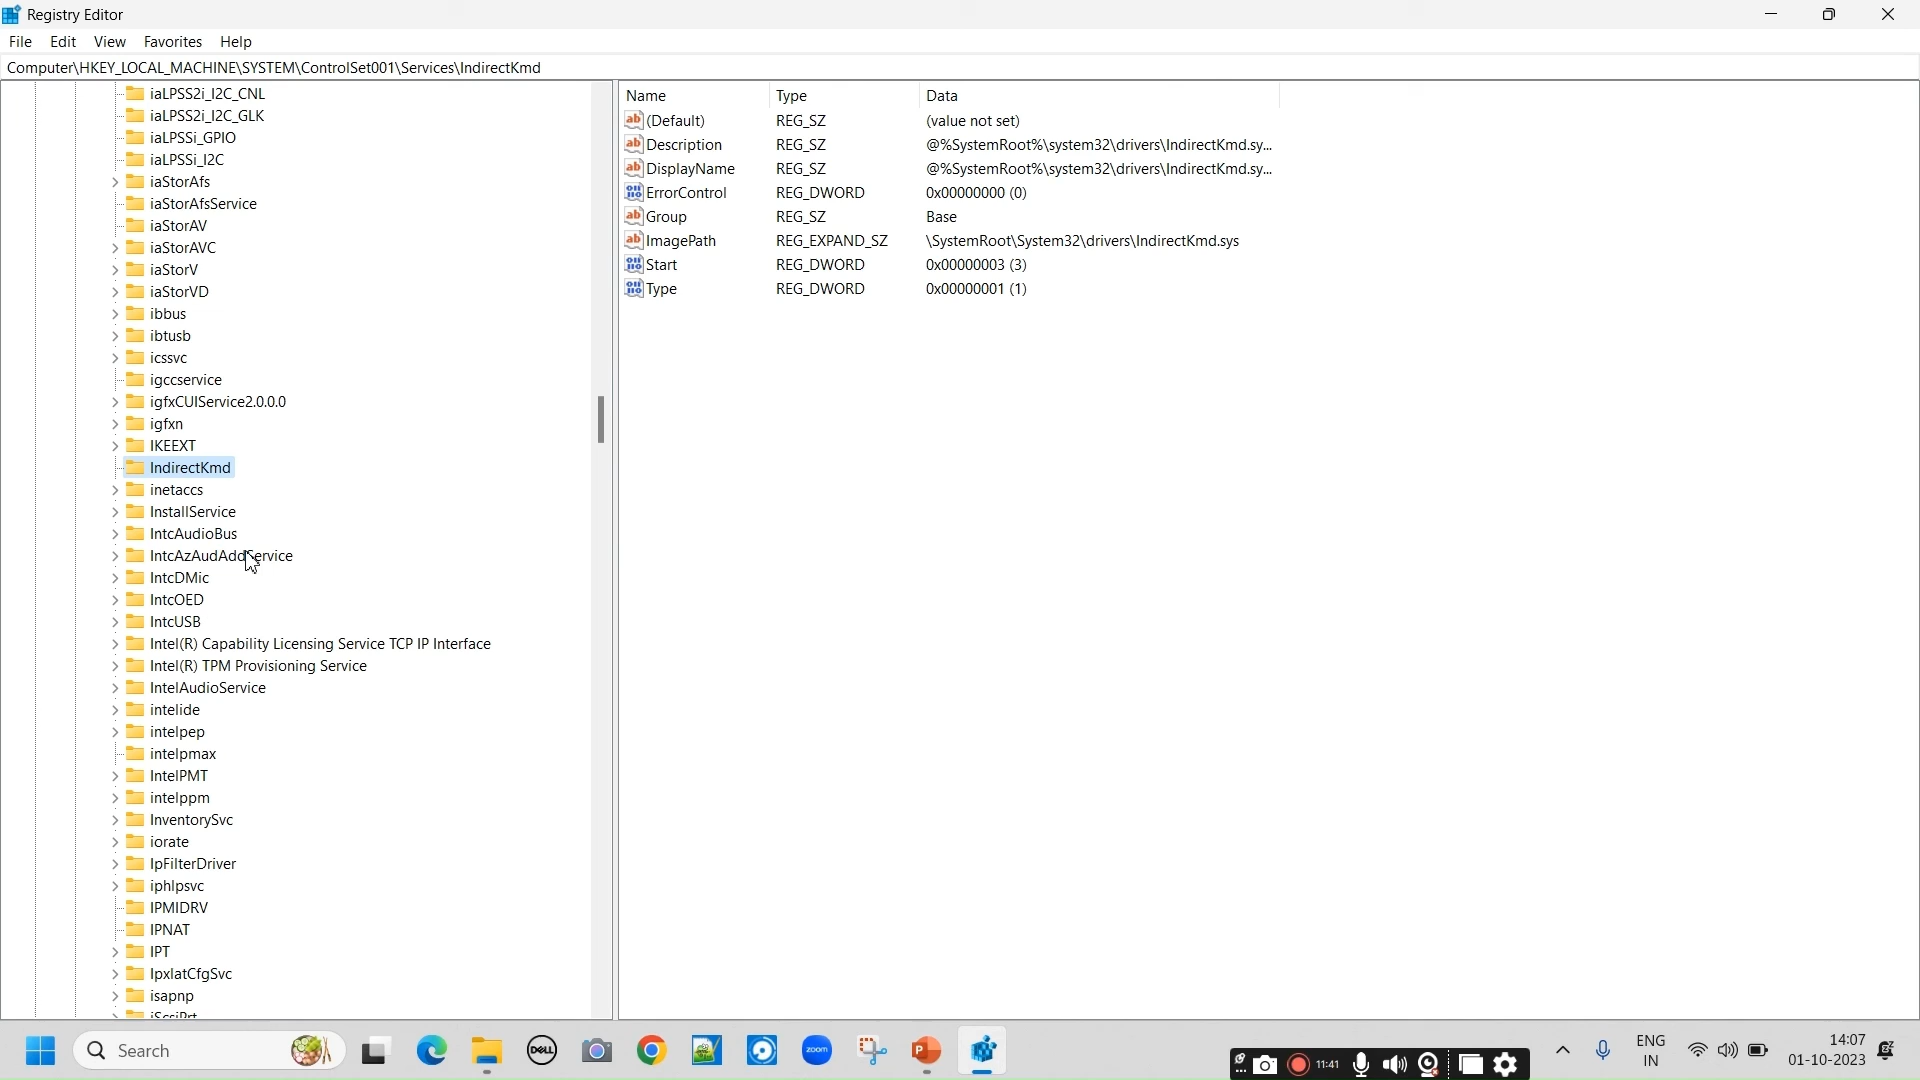 Registry Editor
File Edit View Favorites Help
Computer\HKEY_LOCAL_MACHINE\SYSTEM\ControlSet001\Services\IndirectKmd
iaLPSS2i_I2C_CNL
iaLPSS2i_I2C_GLK
iaLPSSi_GPIO
iaLPSSi_I2C
iaStorAfs
iaStorAfsService
iaStorAV
iaStorAVC
iaStorV
iaStorVD
ibbus
ibtusb
icssvc
igccservice
igfxCUIService2.0.0.0
igfxn
IKEEXT
IndirectKmd
inetaccs
InstallService
IntcAudioBus
IntcAzAudAddService
IntcDMic
IntcOED
IntcUSB
Intel(R) Capability Licensing Service TCP IP Interface
Intel(R) TPM Provisioning Service
IntelAudioService
intelide
intelpep
intelpmax
IntelPMT
intelppm
InventorySvc
iorate
IpFilterDriver
iphlpsvc
IPMIDRV
IPNAT
IPT
IpxlatCfgSvc
isapnp
iScsiPrt
Name Type Data
(Default) REG_SZ (value not set)
Description REG_SZ @%SystemRoot%\system32\drivers\IndirectKmd.sy...
DisplayName REG_SZ @%SystemRoot%\system32\drivers\IndirectKmd.sy...
ErrorControl REG_DWORD 0x00000000 (0)
Group REG_SZ Base
ImagePath REG_EXPAND_SZ \SystemRoot\System32\drivers\IndirectKmd.sys
Start REG_DWORD 0x00000003 (3)
Type REG_DWORD 0x00000001 (1)
Search
DELL
zoom
11:41
ENG
IN
14:07
01-10-2023